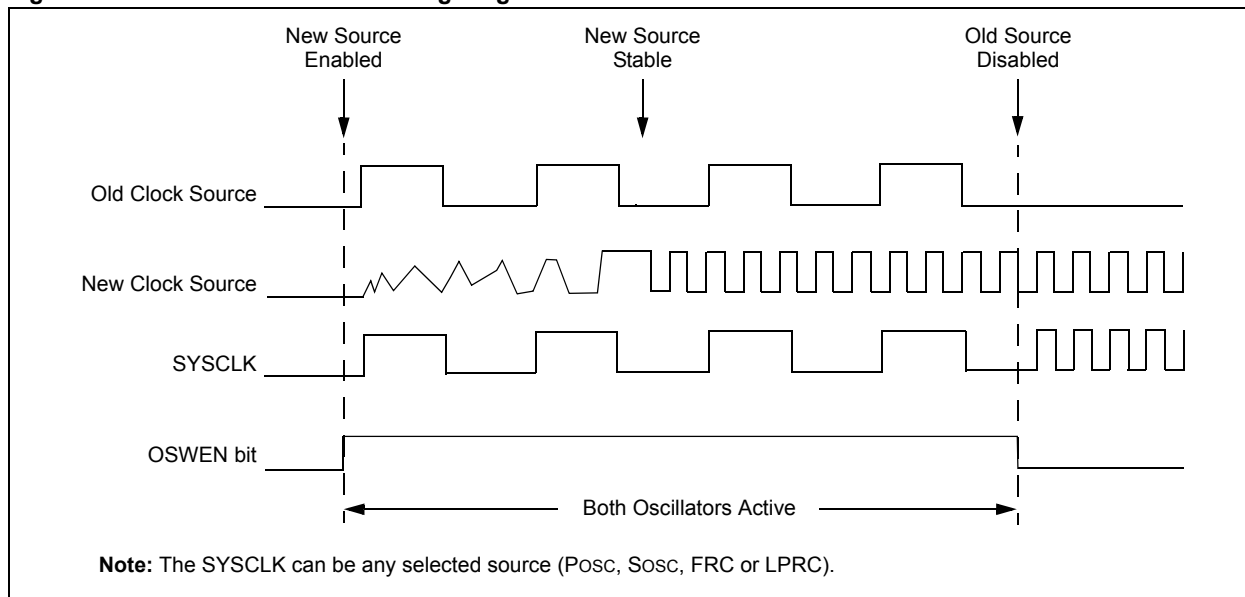 New Source
Enabled
New Source
Stable
Old Source
Disabled
Old Clock Source
New Clock Source
SYSCLK
OSWEN bit
Both Oscillators Active
Note: The SYSCLK can be any selected source (POSC, SOSC, FRC or LPRC).